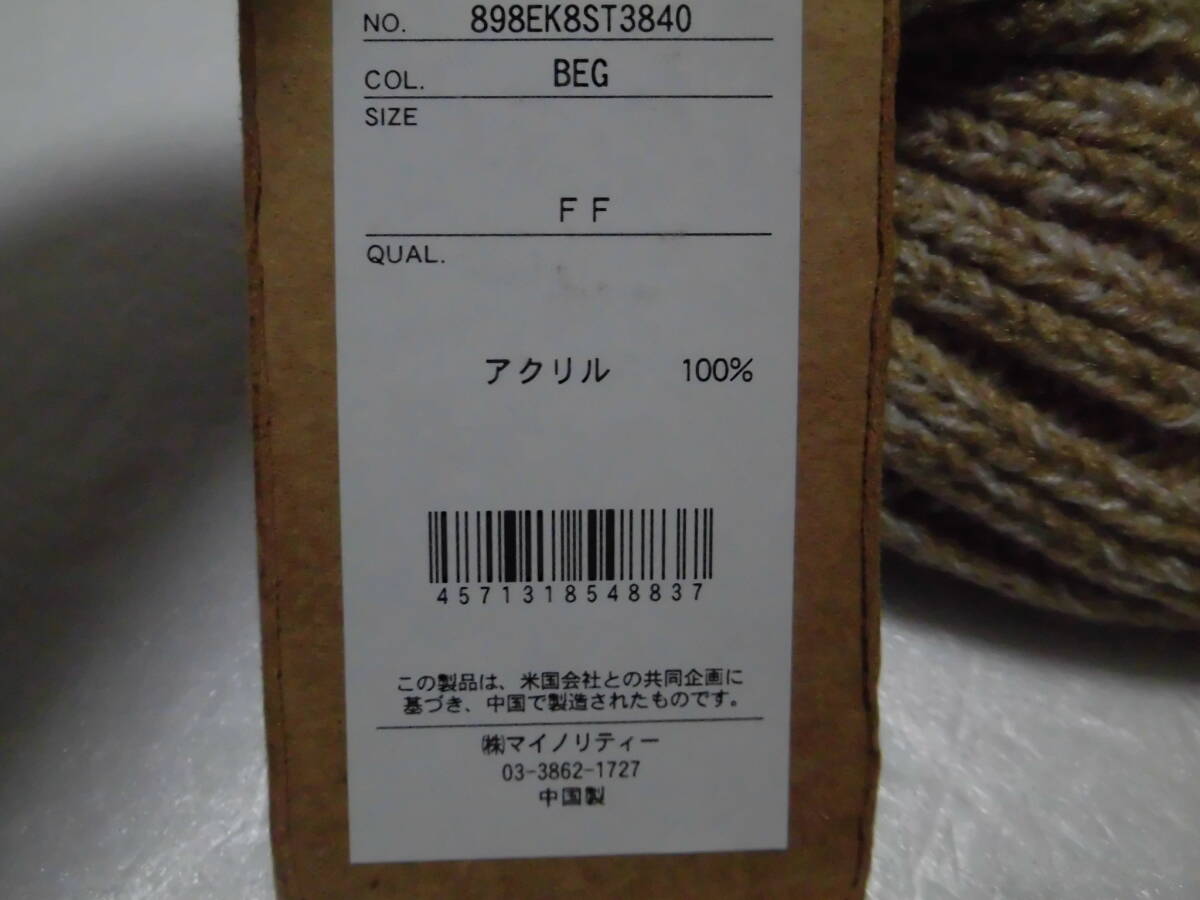 NO. 898EK8ST3840
COL. BEG
SIZE
FF
QUAL.
アクリル 100%
4571318548837
この製品は、米国会社との共同企画に
基づき、中国で製造されたものです。
㈱マイノリティー
03-3862-1727
中国製